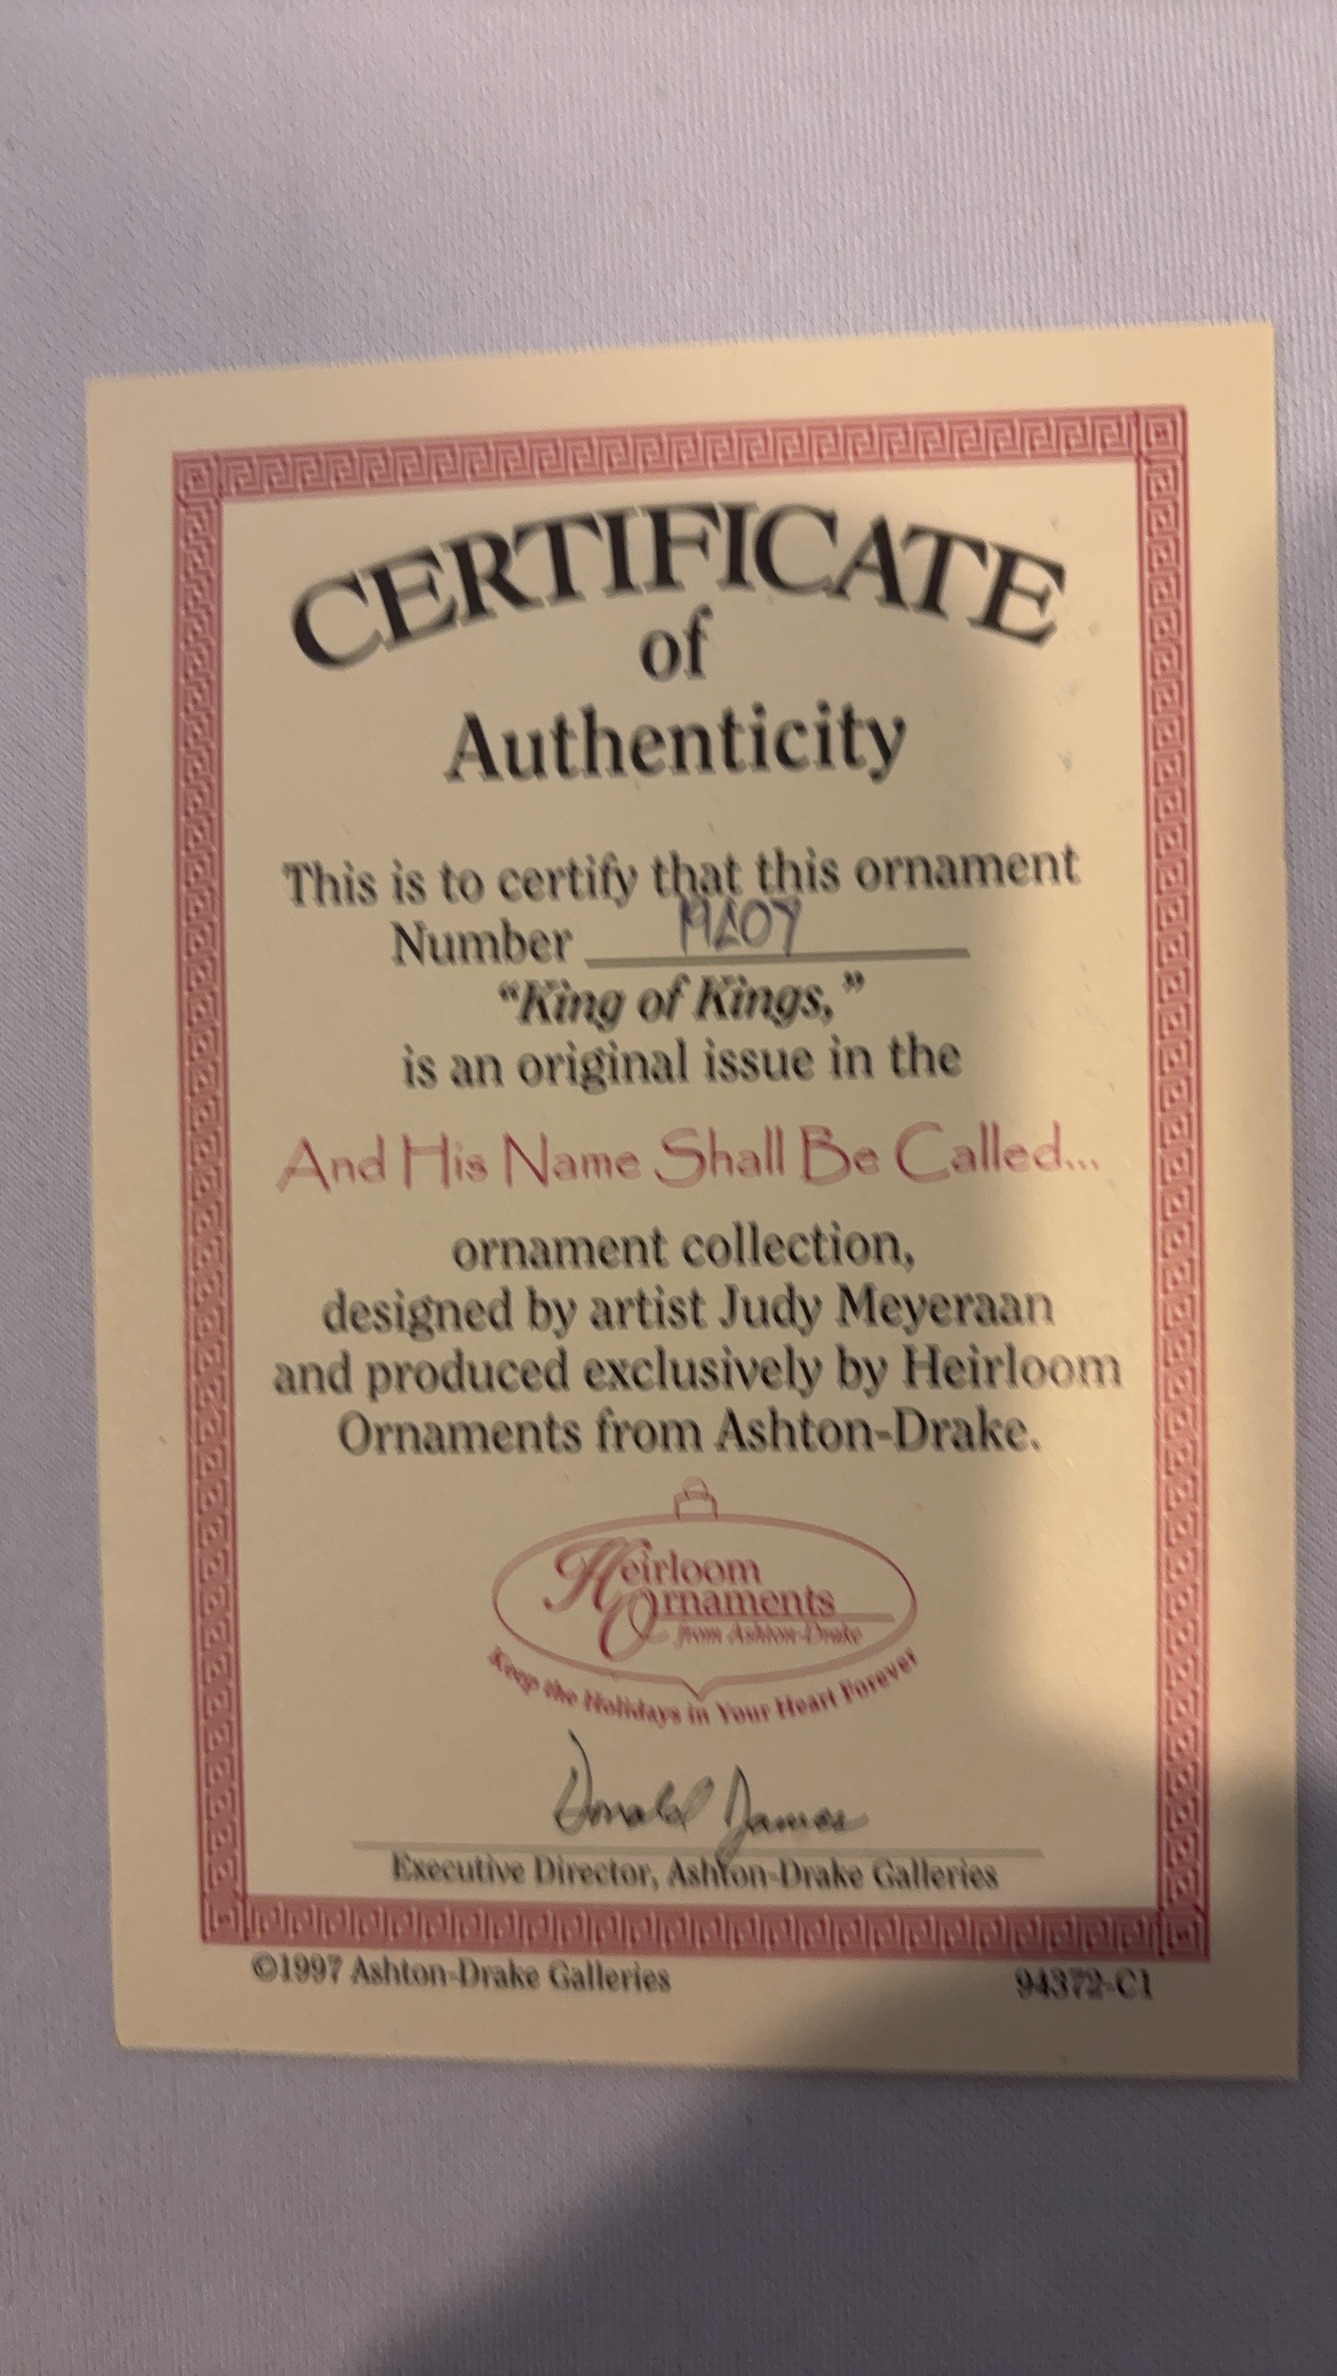 CERTIFICATE
of
Authenticity
This is to certify that this ornament
Number
"King of Kings,"
is an original issue in the
And His Name Shall Be Called...
ornament collection,
designed by artist Judy Meyeraan
and produced exclusively by Heirloom
Ornaments from Ashton-Drake.
Heirloom
Ornaments
from Ashton-Drake
Keep the Holidays in Your Heart Forever
Donald James
Executive Director, Ashton-Drake Galleries
©1997 Ashton-Drake Galleries
94372-C1